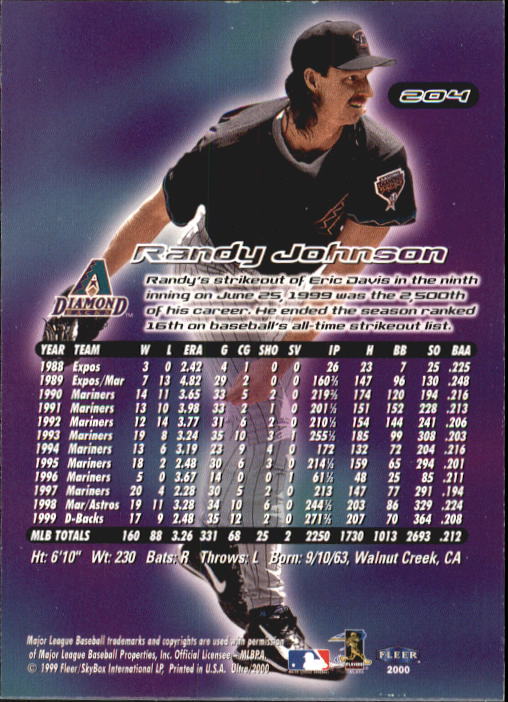 204
Randy Johnson
Randy's strikeout of Eric Davis in the ninth
inning on June 25, 1999 was the 2,500th
of his career. He ended the season ranked
16th on baseball's all-time strikeout list.
DIAMOND
YEAR TEAM W L ERA G CG SHO SV IP H BB SO BAA
1988 Expos 3 0 2.42 4 1 0 0 26 23 7 25 .225
1989 Expos/Mar 7 13 4.82 29 2 0 0 160⅔ 147 96 130 .248
1990 Mariners 14 11 3.65 33 5 2 0 219⅔ 174 120 194 .216
1991 Mariners 13 10 3.98 33 2 1 0 201⅓ 151 152 228 .213
1992 Mariners 12 14 3.77 31 6 2 0 210⅓ 154 144 241 .206
1993 Mariners 19 8 3.24 35 10 3 1 255⅓ 185 99 308 .203
1994 Mariners 13 6 3.19 23 9 4 0 172 132 72 204 .216
1995 Mariners 18 2 2.48 30 6 3 0 214⅓ 159 65 294 .201
1996 Mariners 5 0 3.67 14 0 0 1 61⅓ 48 25 85 .211
1997 Mariners 20 4 2.28 30 5 2 0 213 147 77 291 .194
1998 Mar/Astros 19 11 3.28 34 10 6 0 244⅓ 203 86 329 .224
1999 D-Backs 17 9 2.48 35 12 2 0 271⅔ 207 70 364 .208
MLB TOTALS 160 88 3.26 331 68 25 2 2250 1730 1013 2693 .212
Ht: 6'10" Wt: 230 Bats: R Throws: L Born: 9/10/63, Walnut Creek, CA
Major League Baseball trademarks and copyrights are used with permission
of Major League Baseball Properties, Inc. Official Licensee - MLBPA.
© 1999 Fleer/SkyBox International LP, Printed in U.S.A. Ultra/2000
PLAYERS
FLEER
2000